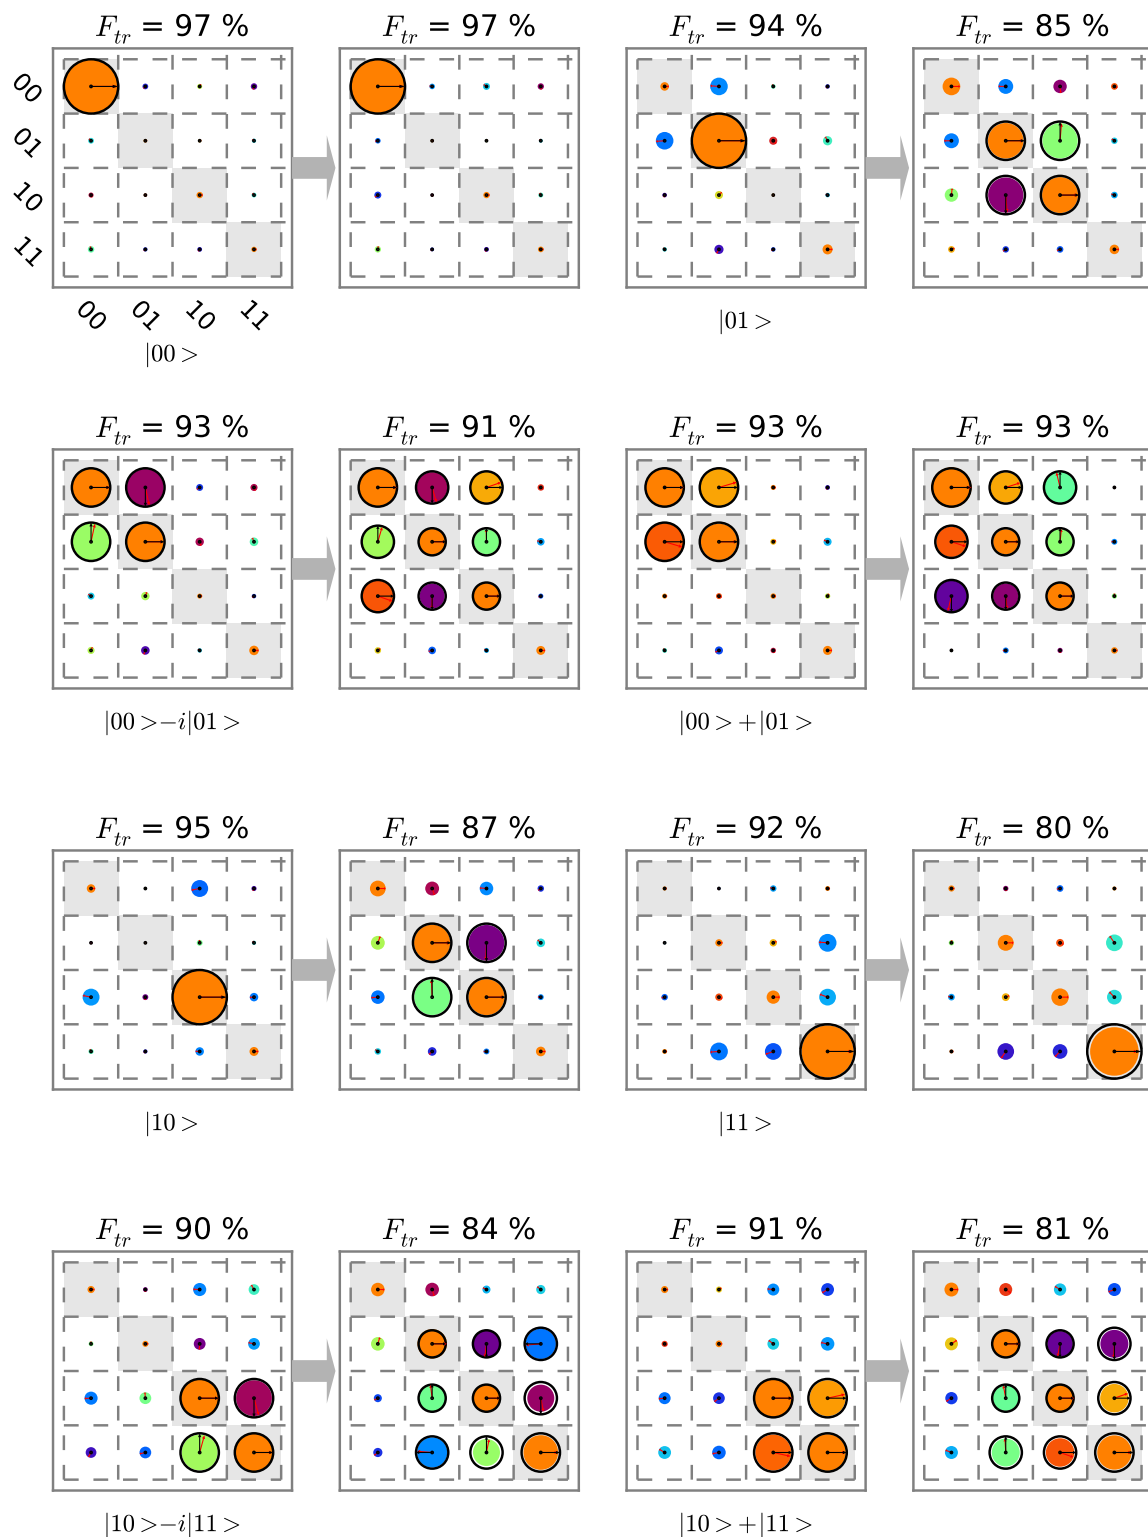 F_tr = 97 % F_tr = 97 % F_tr = 94 % F_tr = 85 %
00
01
10
11
00 01 10 11
|00 > |01 >
F_tr = 93 % F_tr = 91 % F_tr = 93 % F_tr = 93 %
|00 >−i|01 > |00 >+|01 >
F_tr = 95 % F_tr = 87 % F_tr = 92 % F_tr = 80 %
|10 > |11 >
F_tr = 90 % F_tr = 84 % F_tr = 91 % F_tr = 81 %
|10 >−i|11 > |10 >+|11 >